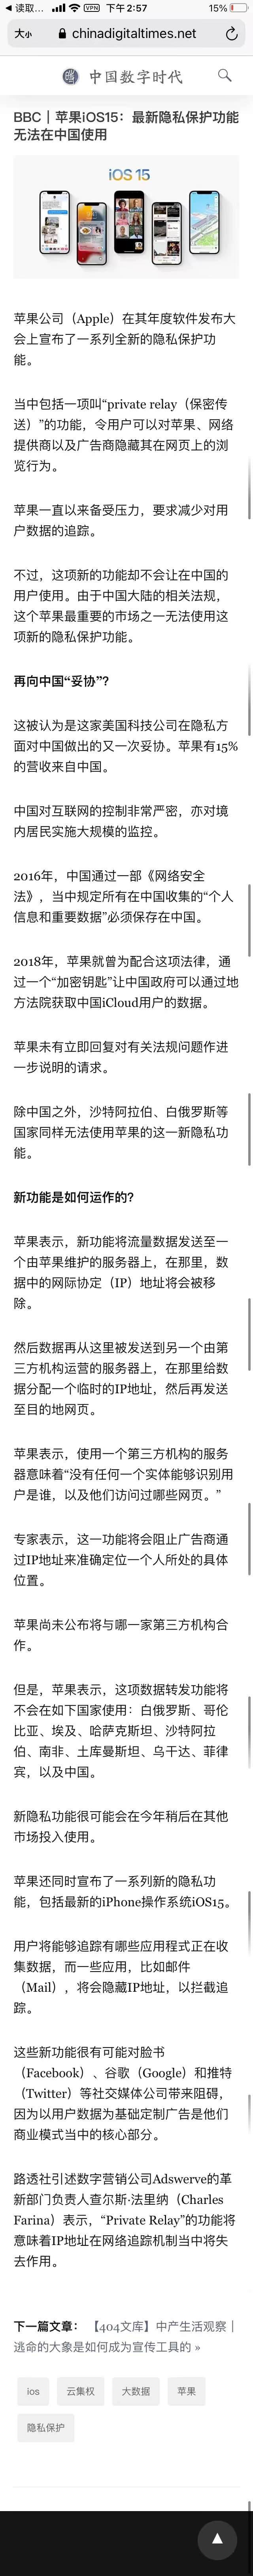 读取... VPN 下午2:57 15%
大小 chinadigitaltimes.net
中国数字时代
BBC｜苹果iOS15：最新隐私保护功能
无法在中国使用
iOS 15
苹果公司（Apple）在其年度软件发布大
会上宣布了一系列全新的隐私保护功
能。
当中包括一项叫“private relay（保密传
送）”的功能，令用户可以对苹果、网络
提供商以及广告商隐藏其在网页上的浏
览行为。
苹果一直以来备受压力，要求减少对用
户数据的追踪。
不过，这项新的功能却不会让在中国的
用户使用。由于中国大陆的相关法规，
这个苹果最重要的市场之一无法使用这
项新的隐私保护功能。
再向中国“妥协”？
这被认为是这家美国科技公司在隐私方
面对中国做出的又一次妥协。苹果有15%
的营收来自中国。
中国对互联网的控制非常严密，亦对境
内居民实施大规模的监控。
2016年，中国通过一部《网络安全
法》，当中规定所有在中国收集的“个人
信息和重要数据”必须保存在中国。
2018年，苹果就曾为配合这项法律，通
过一个“加密钥匙”让中国政府可以通过地
方法院获取中国iCloud用户的数据。
苹果未有立即回复对有关法规问题作进
一步说明的请求。
除中国之外，沙特阿拉伯、白俄罗斯等
国家同样无法使用苹果的这一新隐私功
能。
新功能是如何运作的?
苹果表示，新功能将流量数据发送至一
个由苹果维护的服务器上，在那里，数
据中的网际协定（IP）地址将会被移
除。
然后数据再从这里被发送到另一个由第
三方机构运营的服务器上，在那里给数
据分配一个临时的IP地址，然后再发送
至目的地网页。
苹果表示，使用一个第三方机构的服务
器意味着“没有任何一个实体能够识别用
户是谁，以及他们访问过哪些网页。”
专家表示，这一功能将会阻止广告商通
过IP地址来准确定位一个人所处的具体
位置。
苹果尚未公布将与哪一家第三方机构合
作。
但是，苹果表示，这项数据转发功能将
不会在如下国家使用：白俄罗斯、哥伦
比亚、埃及、哈萨克斯坦、沙特阿拉
伯、南非、土库曼斯坦、乌干达、菲律
宾，以及中国。
新隐私功能很可能会在今年稍后在其他
市场投入使用。
苹果还同时宣布了一系列新的隐私功
能，包括最新的iPhone操作系统iOS15。
用户将能够追踪有哪些应用程式正在收
集数据，而一些应用，比如邮件
（Mail），将会隐藏IP地址，以拦截追
踪。
这些新功能很有可能对脸书
（Facebook）、谷歌（Google）和推特
（Twitter）等社交媒体公司带来阻碍，
因为以用户数据为基础定制广告是他们
商业模式当中的核心部分。
路透社引述数字营销公司Adswerve的革
新部门负责人查尔斯·法里纳（Charles
Farina）表示，“Private Relay”的功能将
意味着IP地址在网络追踪机制当中将失
去作用。
下一篇文章： 【404文库】中产生活观察｜
逃命的大象是如何成为宣传工具的 »
ios 云集权 大数据 苹果
隐私保护